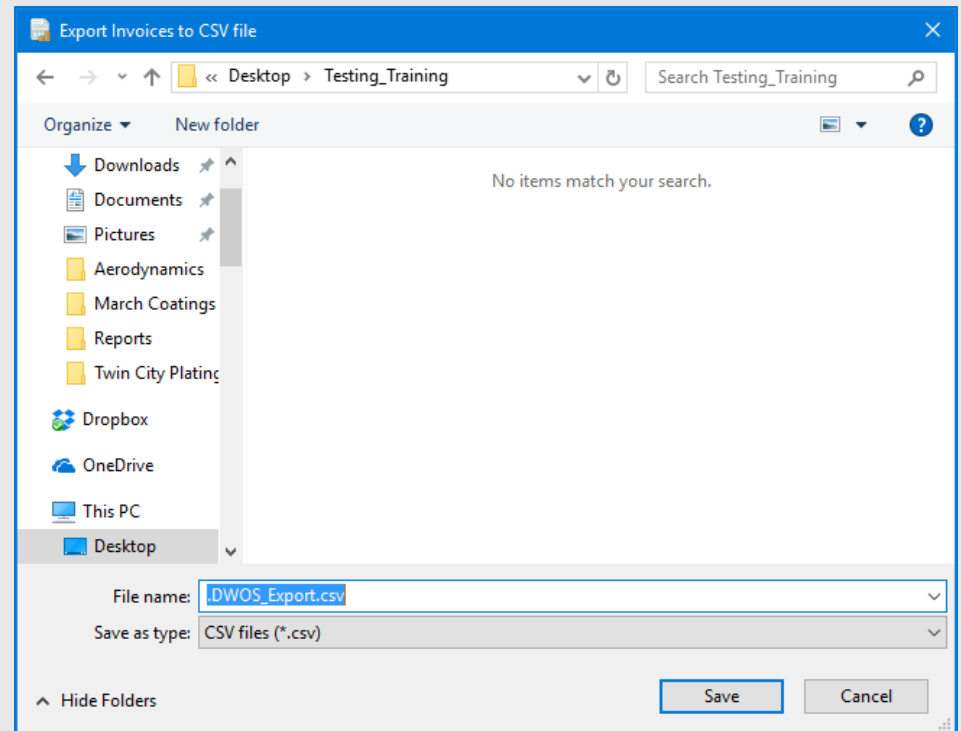 Export Invoices to CSV file
« Desktop › Testing_Training
Search Testing_Training
Organize
New folder
?
Downloads
Documents
Pictures
Aerodynamics
March Coatings
Reports
Twin City Plating
Dropbox
OneDrive
This PC
Desktop
No items match your search.
File name: .DWOS_Export.csv
Save as type: CSV files (*.csv)
Hide Folders
Save
Cancel